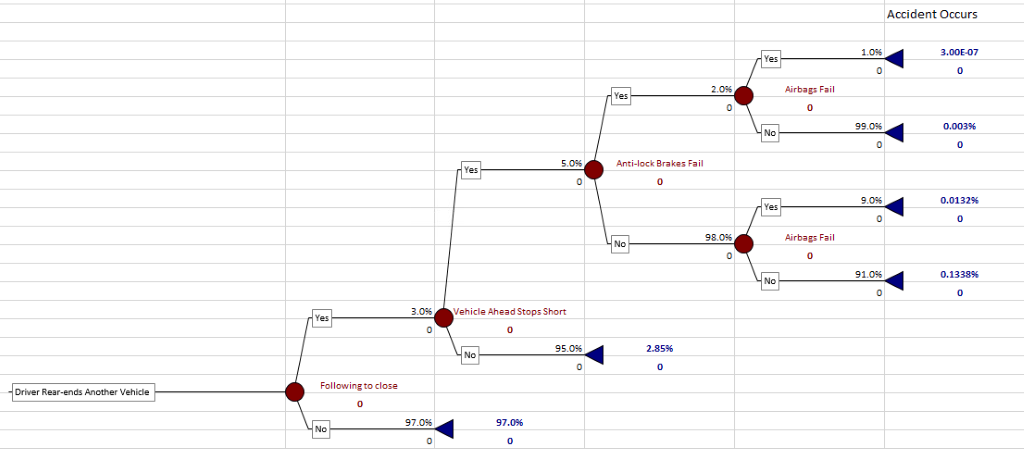 Accident Occurs
Yes 1.0% 3.00E-07
0 0
Yes 2.0% Airbags Fail
0 0
No 99.0% 0.003%
0 0
Yes 5.0% Anti-lock Brakes Fail
0 0
Yes 9.0% 0.0132%
0 0
No 98.0% Airbags Fail
0 0
No 91.0% 0.1338%
0 0
Yes 3.0% Vehicle Ahead Stops Short
0 0
No 95.0% 2.85%
0 0
Driver Rear-ends Another Vehicle Following to close
0
No 97.0% 97.0%
0 0